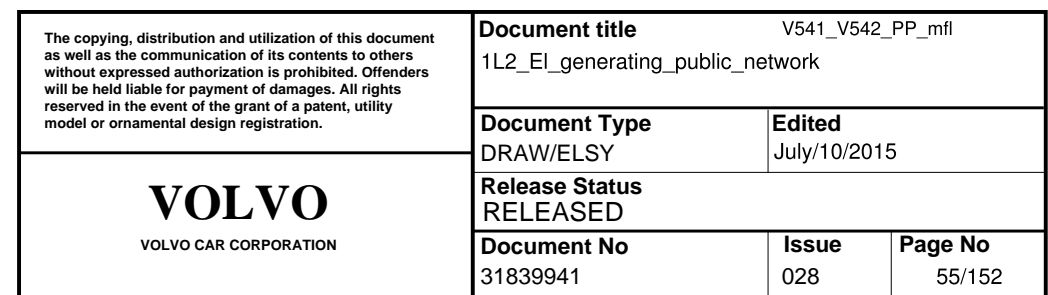 The copying, distribution and utilization of this document
as well as the communication of its contents to others
without expressed authorization is prohibited. Offenders
will be held liable for payment of damages. All rights
reserved in the event of the grant of a patent, utility
model or ornamental design registration.
VOLVO
VOLVO CAR CORPORATION
Document title V541_V542_PP_mfl
1L2_El_generating_public_network
Document Type Edited
DRAW/ELSY July/10/2015
Release Status
RELEASED
Document No Issue Page No
31839941 028 55/152